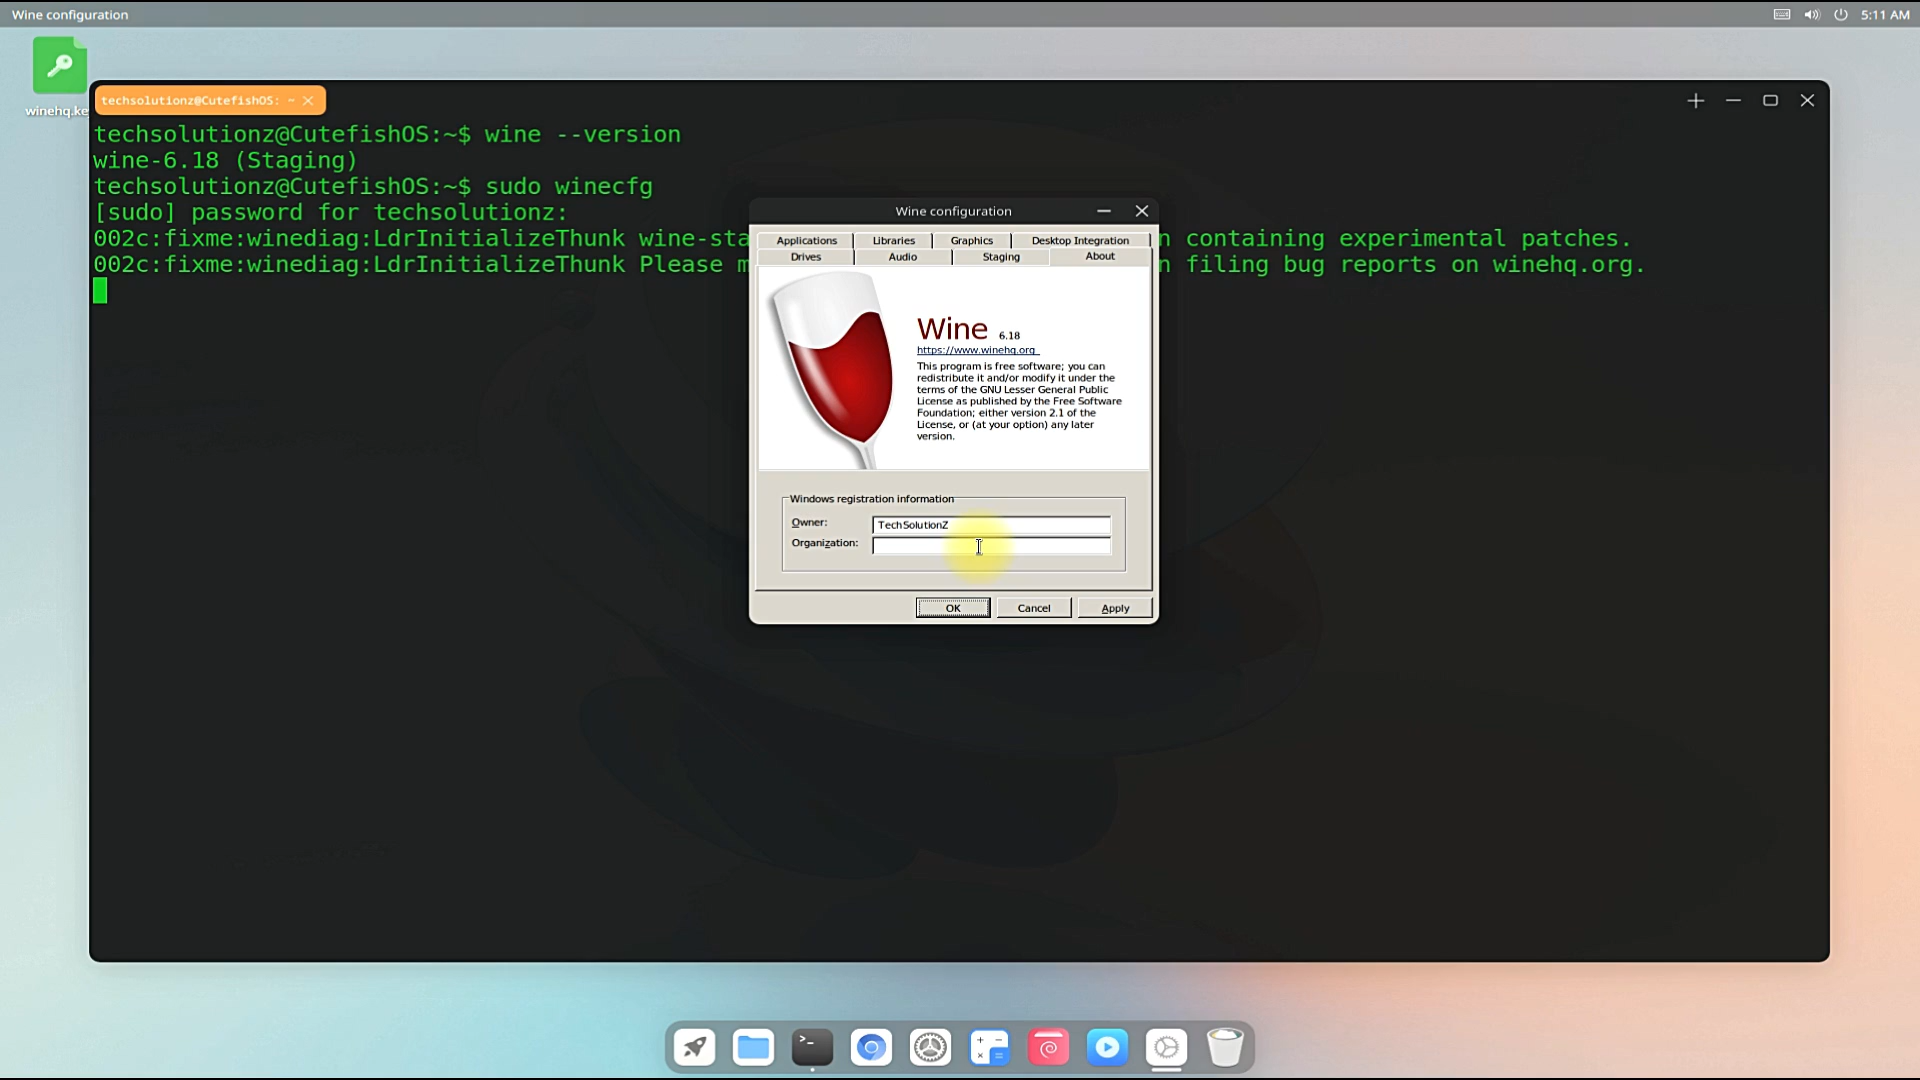 Wine configuration
5:11 AM
winehq.ke
techsolutionz@CutefishOS: ~
techsolutionz@CutefishOS:~$ wine --version
wine-6.18 (Staging)
techsolutionz@CutefishOS:~$ sudo winecfg
[sudo] password for techsolutionz:
002c:fixme:winediag:LdrInitializeThunk wine-sta n containing experimental patches.
002c:fixme:winediag:LdrInitializeThunk Please m n filing bug reports on winehq.org.
Wine configuration
Applications Libraries Graphics Desktop Integration
Drives Audio Staging About
Wine 6.18
https://www.winehq.org
This program is free software; you can
redistribute it and/or modify it under the
terms of the GNU Lesser General Public
License as published by the Free Software
Foundation; either version 2.1 of the
License, or (at your option) any later
version.
Windows registration information
Owner: TechSolutionZ
Organization:
OK Cancel Apply